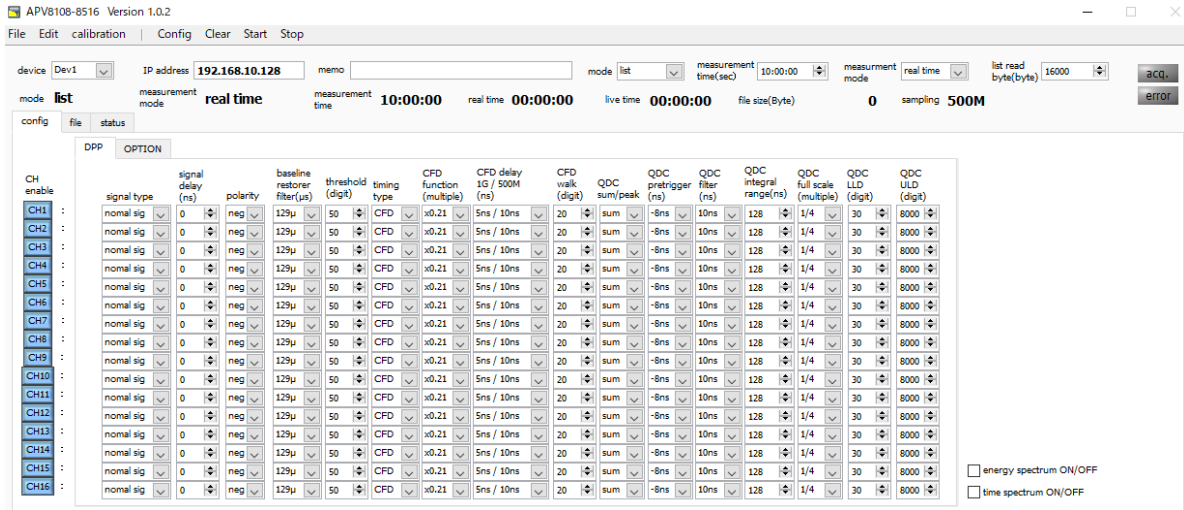 APV8108-8516 Version 1.0.2
File Edit calibration | Config Clear Start Stop
device Dev1 IP address 192.168.10.128 memo mode list measurement time(sec) 10:00:00 measurment mode real time list read byte(byte) 16000 acq.
mode list measurement mode real time measurement time 10:00:00 real time 00:00:00 live time 00:00:00 file size(Byte) 0 sampling 500M error
config file status
DPP OPTION
CH enable signal type signal delay (ns) polarity baseline restorer filter(µs) threshold (digit) timing type CFD function (multiple) CFD delay 1G / 500M (ns) CFD walk (digit) QDC sum/peak QDC pretrigger (ns) QDC filter (ns) QDC integral range(ns) QDC full scale (multiple) QDC LLD (digit) QDC ULD (digit)
CH1 : nomal sig 0 neg 129µ 50 CFD x0.21 5ns / 10ns 20 sum -8ns 10ns 128 1/4 30 8000
CH2 : nomal sig 0 neg 129µ 50 CFD x0.21 5ns / 10ns 20 sum -8ns 10ns 128 1/4 30 8000
CH3 : nomal sig 0 neg 129µ 50 CFD x0.21 5ns / 10ns 20 sum -8ns 10ns 128 1/4 30 8000
CH4 : nomal sig 0 neg 129µ 50 CFD x0.21 5ns / 10ns 20 sum -8ns 10ns 128 1/4 30 8000
CH5 : nomal sig 0 neg 129µ 50 CFD x0.21 5ns / 10ns 20 sum -8ns 10ns 128 1/4 30 8000
CH6 : nomal sig 0 neg 129µ 50 CFD x0.21 5ns / 10ns 20 sum -8ns 10ns 128 1/4 30 8000
CH7 : nomal sig 0 neg 129µ 50 CFD x0.21 5ns / 10ns 20 sum -8ns 10ns 128 1/4 30 8000
CH8 : nomal sig 0 neg 129µ 50 CFD x0.21 5ns / 10ns 20 sum -8ns 10ns 128 1/4 30 8000
CH9 : nomal sig 0 neg 129µ 50 CFD x0.21 5ns / 10ns 20 sum -8ns 10ns 128 1/4 30 8000
CH10 : nomal sig 0 neg 129µ 50 CFD x0.21 5ns / 10ns 20 sum -8ns 10ns 128 1/4 30 8000
CH11 : nomal sig 0 neg 129µ 50 CFD x0.21 5ns / 10ns 20 sum -8ns 10ns 128 1/4 30 8000
CH12 : nomal sig 0 neg 129µ 50 CFD x0.21 5ns / 10ns 20 sum -8ns 10ns 128 1/4 30 8000
CH13 : nomal sig 0 neg 129µ 50 CFD x0.21 5ns / 10ns 20 sum -8ns 10ns 128 1/4 30 8000
CH14 : nomal sig 0 neg 129µ 50 CFD x0.21 5ns / 10ns 20 sum -8ns 10ns 128 1/4 30 8000
CH15 : nomal sig 0 neg 129µ 50 CFD x0.21 5ns / 10ns 20 sum -8ns 10ns 128 1/4 30 8000
CH16 : nomal sig 0 neg 129µ 50 CFD x0.21 5ns / 10ns 20 sum -8ns 10ns 128 1/4 30 8000
energy spectrum ON/OFF
time spectrum ON/OFF